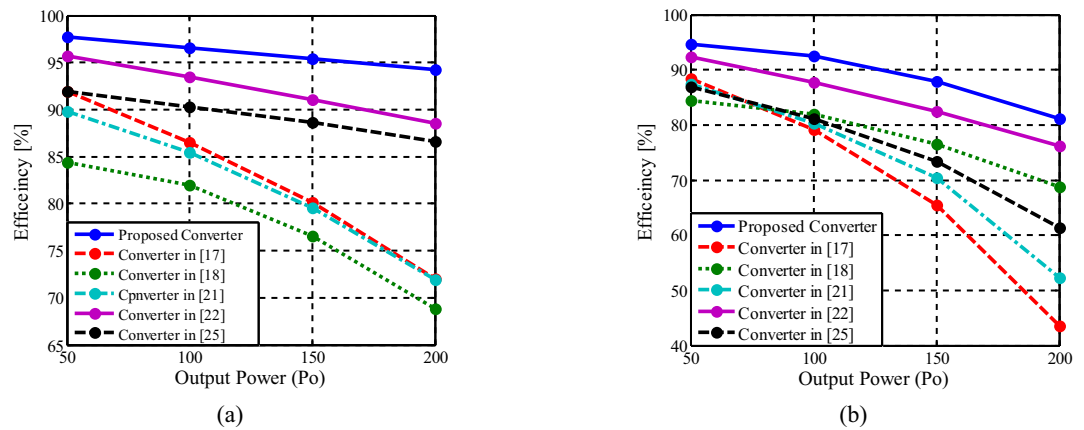 100
95
90
85
80
75
70
65
50
100
150
200
Efficeincy [%]
Output Power (Po)
Proposed Converter
Converter in [17]
Converter in [18]
Cpnverter in [21]
Converter in [22]
Converter in [25]
(a)
100
90
80
70
60
50
40
50
100
150
200
Efficeincy [%]
Output Power (Po)
Proposed Converter
Converter in [17]
Converter in [18]
Converter in [21]
Converter in [22]
Converter in [25]
(b)